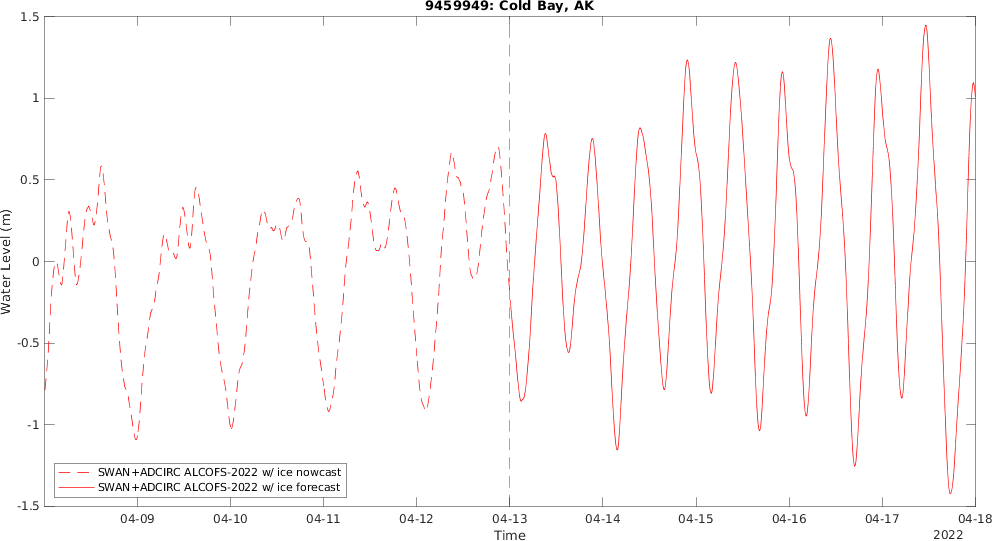 9459949: Cold Bay, AK
1.5
1
0.5
0
-0.5
-1
-1.5
Water Level (m)
SWAN+ADCIRC ALCOFS-2022 w/ ice nowcast
SWAN+ADCIRC ALCOFS-2022 w/ ice forecast
04-09 04-10 04-11 04-12 04-13 04-14 04-15 04-16 04-17 04-18
Time
2022